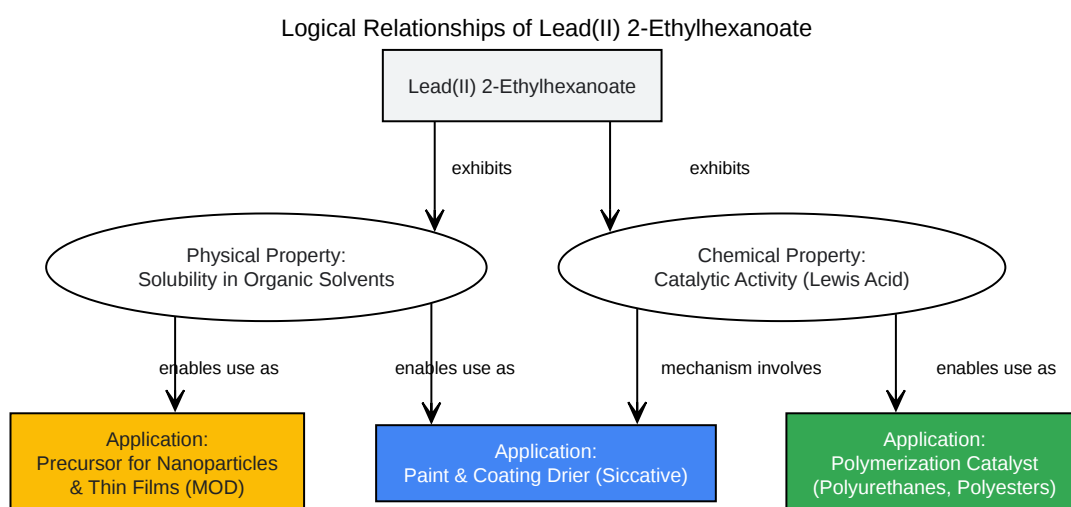 Logical Relationships of Lead(II) 2-Ethylhexanoate
Lead(II) 2-Ethylhexanoate
exhibits
exhibits
Physical Property:
Solubility in Organic Solvents
Chemical Property:
Catalytic Activity (Lewis Acid)
enables use as
enables use as
mechanism involves
enables use as
Application:
Precursor for Nanoparticles
& Thin Films (MOD)
Application:
Paint & Coating Drier (Siccative)
Application:
Polymerization Catalyst
(Polyurethanes, Polyesters)